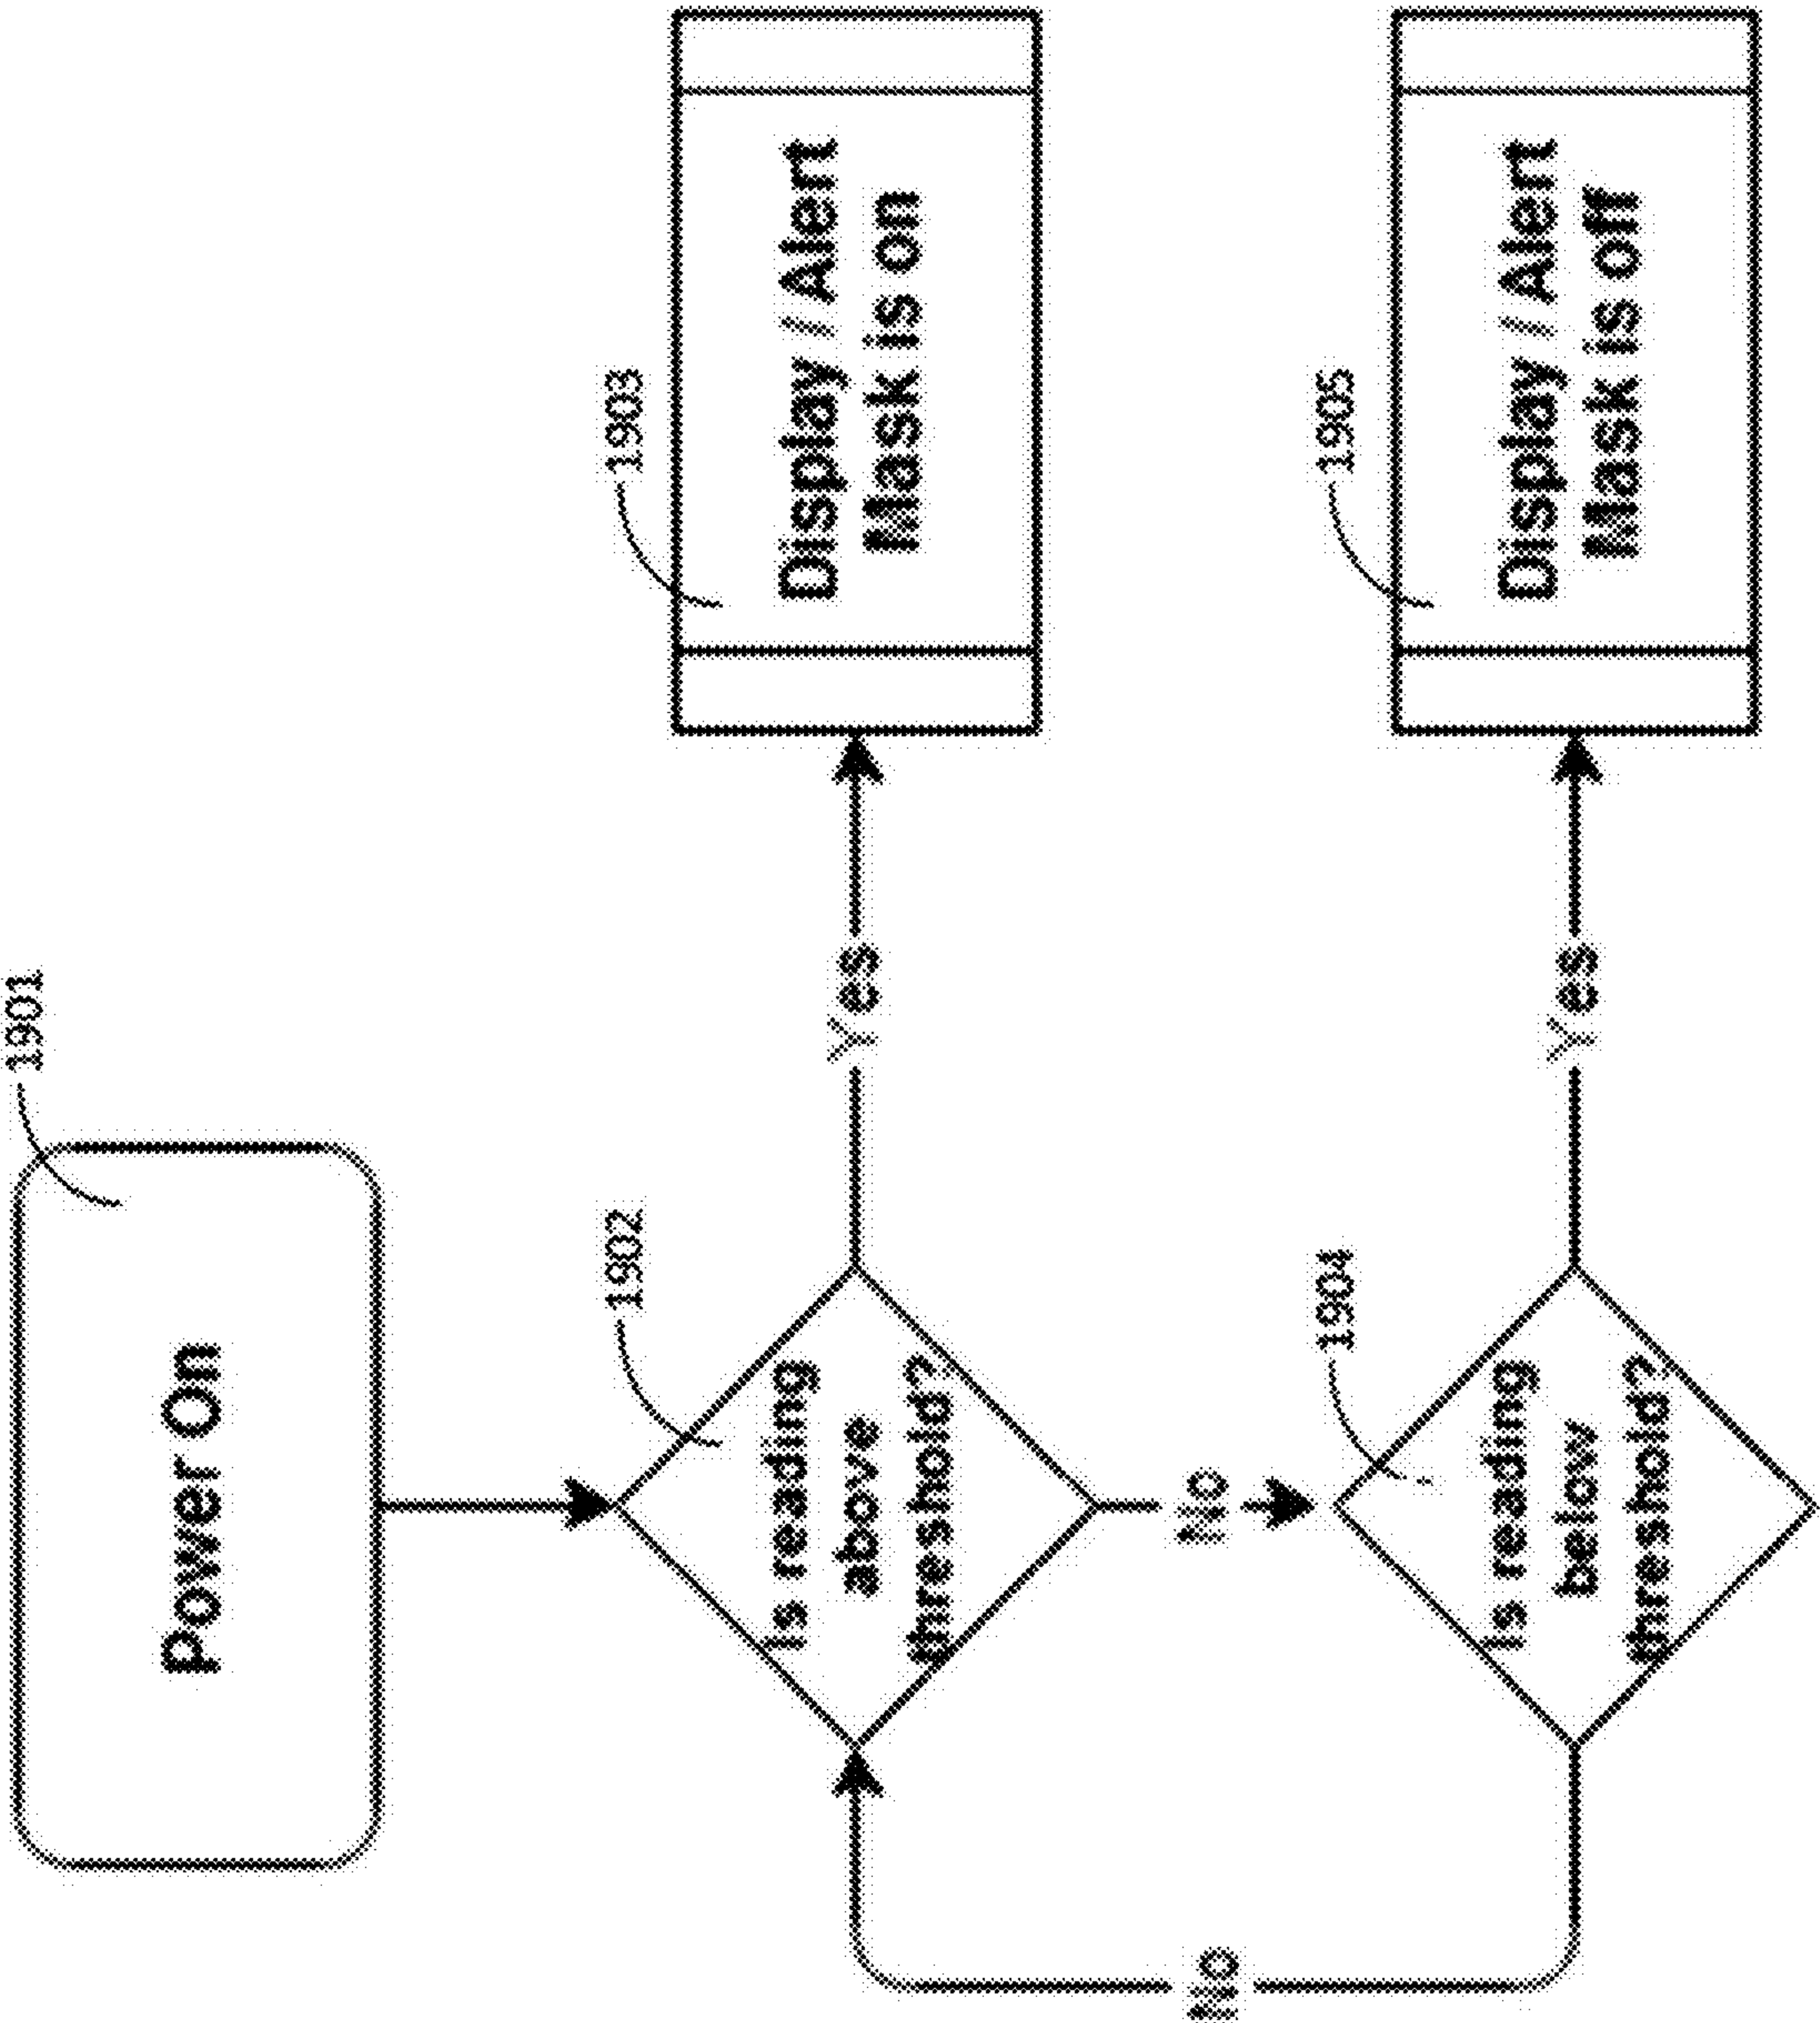 1901
Power On
1902
is reading
above
threshold?
Yes
1903
Display / Alert
Mask is on
No
1904
is reading
below
threshold?
Yes
1905
Display / Alert
Mask is off
No